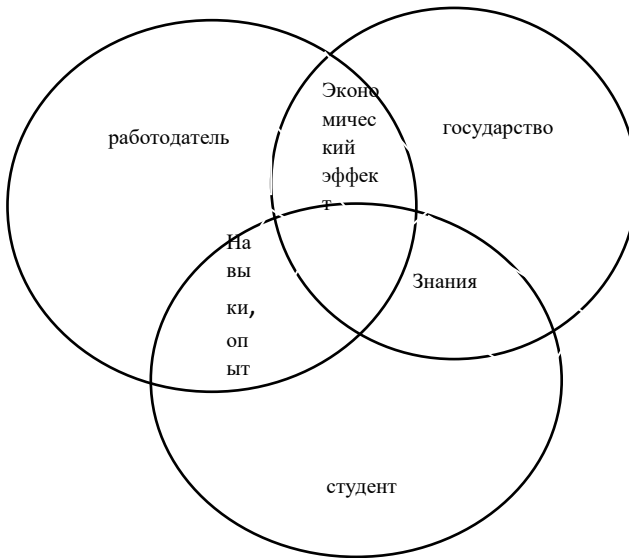 Эконо
мичес
кий
эффек
т
работодатель
государство
На
вы
ки,
оп
ыт
Знания
студент